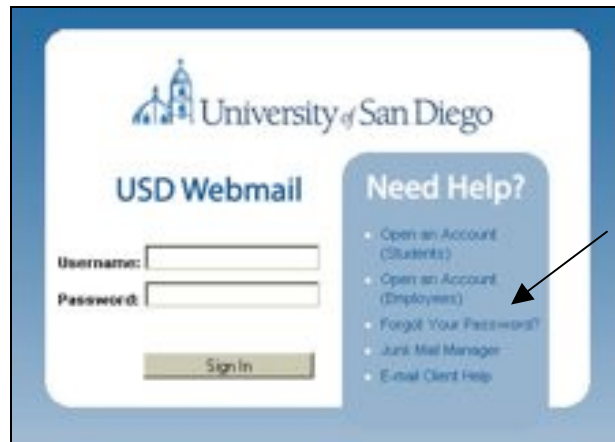 University of San Diego
USD Webmail
Username:
Password:
Sign In
Need Help?
Open an Account
(Students)
Open an Account
(Employees)
Forgot Your Password?
Junk Mail Manager
E-mail Client Help